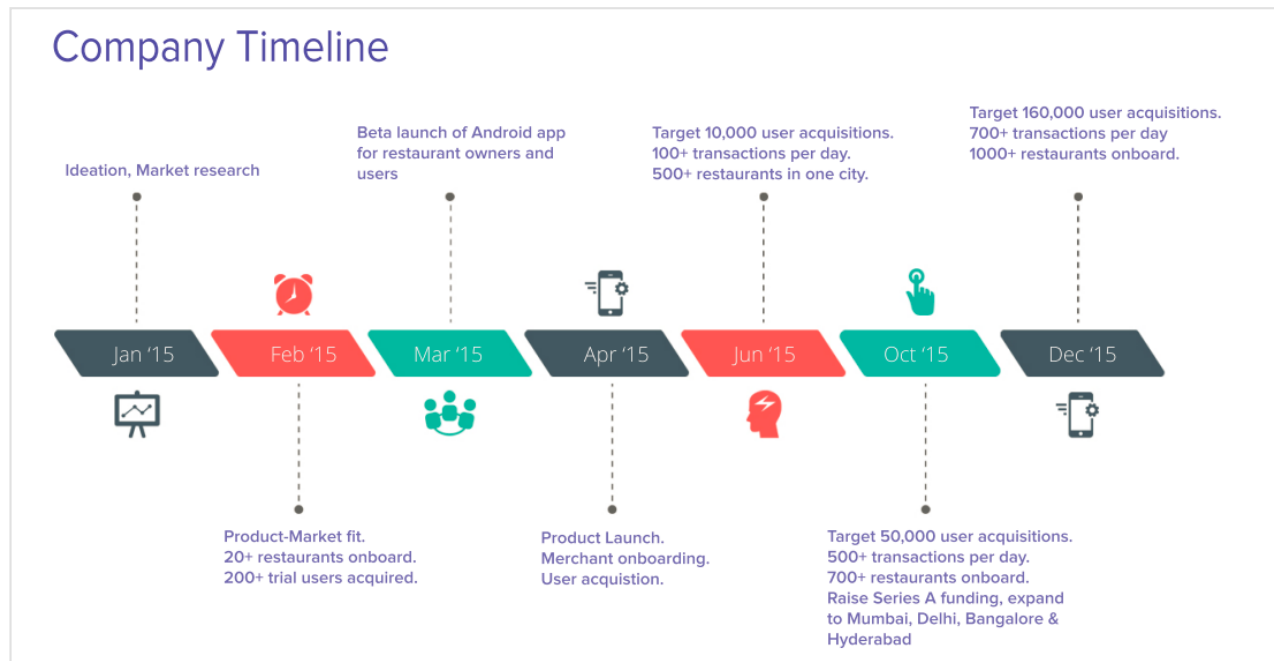 Company Timeline
Ideation, Market research
Beta launch of Android app
for restaurant owners and
users
Target 10,000 user acquisitions.
100+ transactions per day.
500+ restaurants in one city.
Target 160,000 user acquisitions.
700+ transactions per day
1000+ restaurants onboard.
Jan ‘15
Feb ‘15
Mar ‘15
Apr ‘15
Jun ‘15
Oct ‘15
Dec ‘15
Product-Market fit.
20+ restaurants onboard.
200+ trial users acquired.
Product Launch.
Merchant onboarding.
User acquistion.
Target 50,000 user acquisitions.
500+ transactions per day.
700+ restaurants onboard.
Raise Series A funding, expand
to Mumbai, Delhi, Bangalore &
Hyderabad